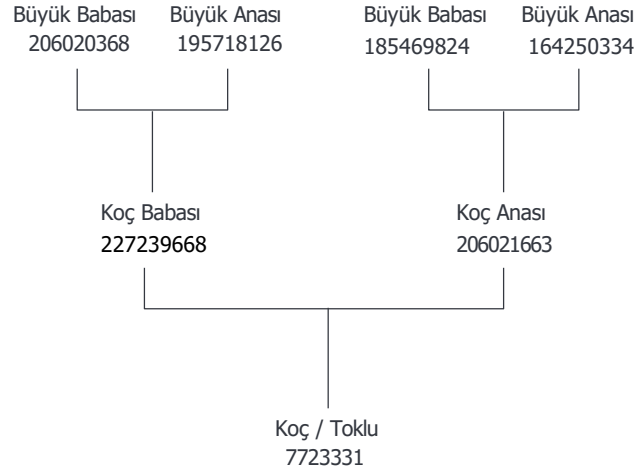 Büyük Babası Büyük Anası Büyük Babası Büyük Anası
206020368 195718126 185469824 164250334
Koç Babası Koç Anası
227239668 206021663
Koç / Toklu
7723331